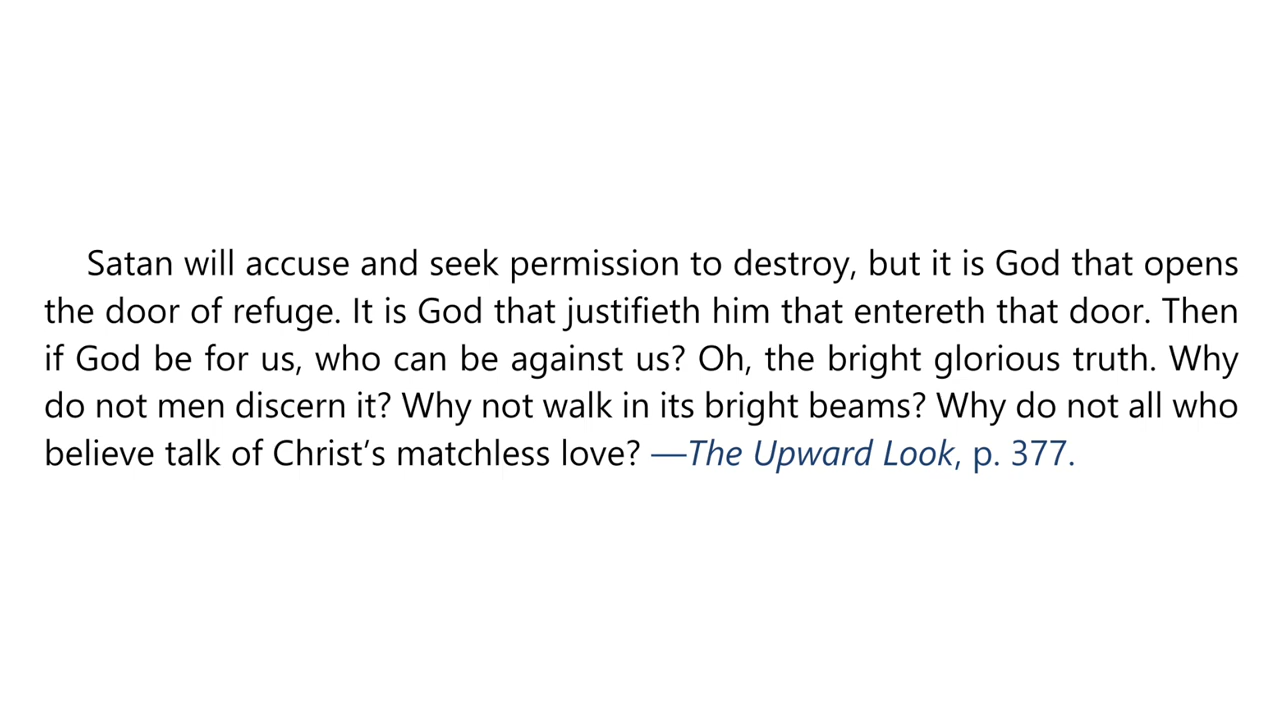 Satan will accuse and seek permission to destroy, but it is God that opens
the door of refuge. It is God that justifieth him that entereth that door. Then
if God be for us, who can be against us? Oh, the bright glorious truth. Why
do not men discern it? Why not walk in its bright beams? Why do not all who
believe talk of Christ’s matchless love? —The Upward Look, p. 377.